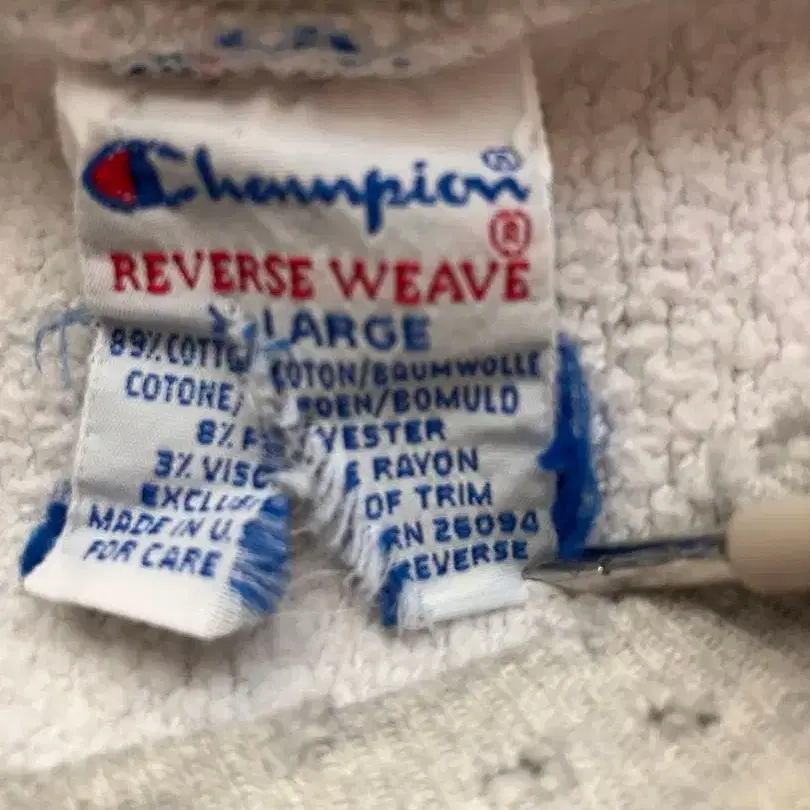 Champion®
REVERSE WEAVE®
X-LARGE
89% COTTO COTON/BAUMWOLLE
COTONE/ DEN/BOMULD
8% P YESTER
3% VISC E RAYON
EXCLU OF TRIM
MADE IN U. RN 26094
FOR CARE REVERSE